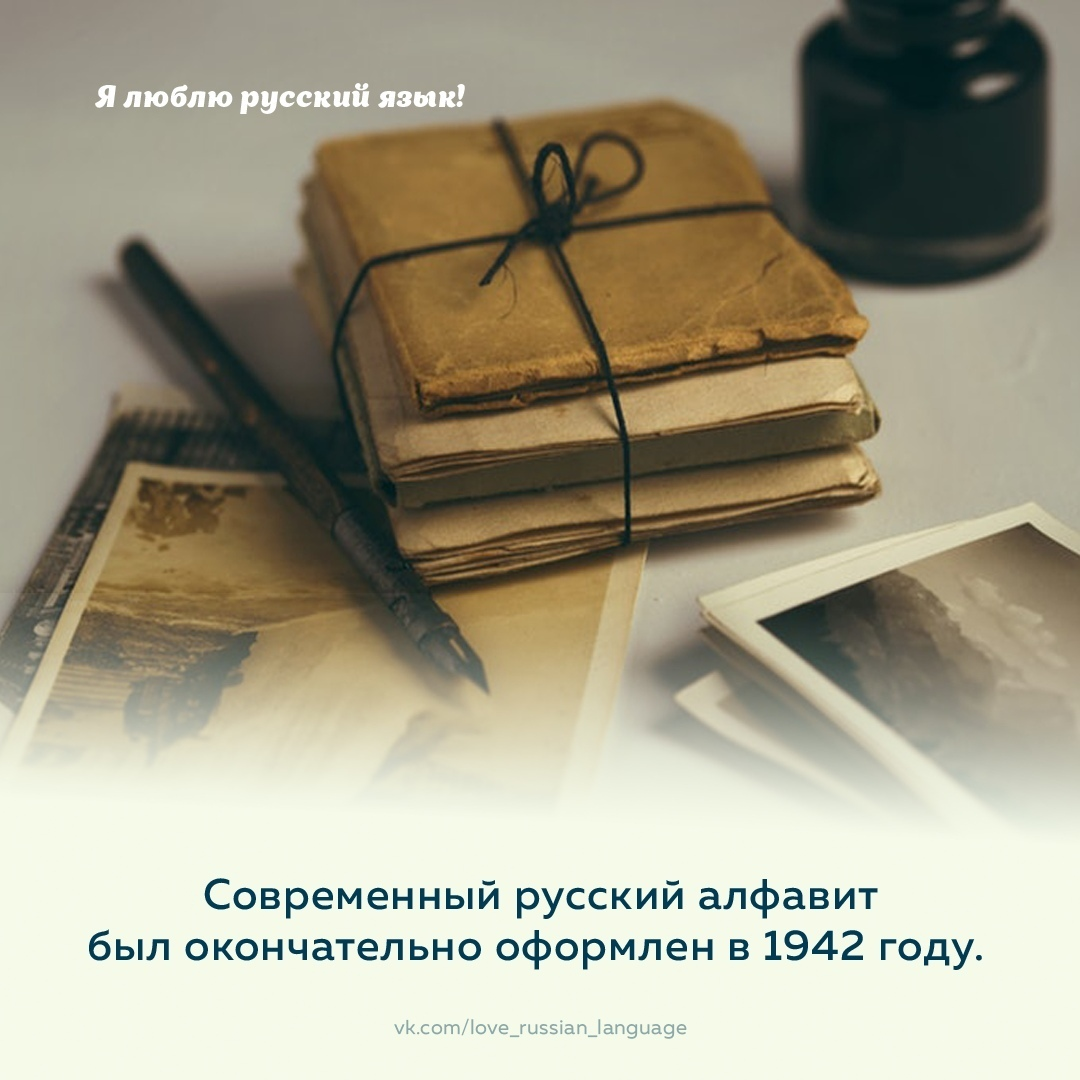 Я люблю русский язык!
Современный русский алфавит
был окончательно оформлен в 1942 году.
vk.com/love_russian_language